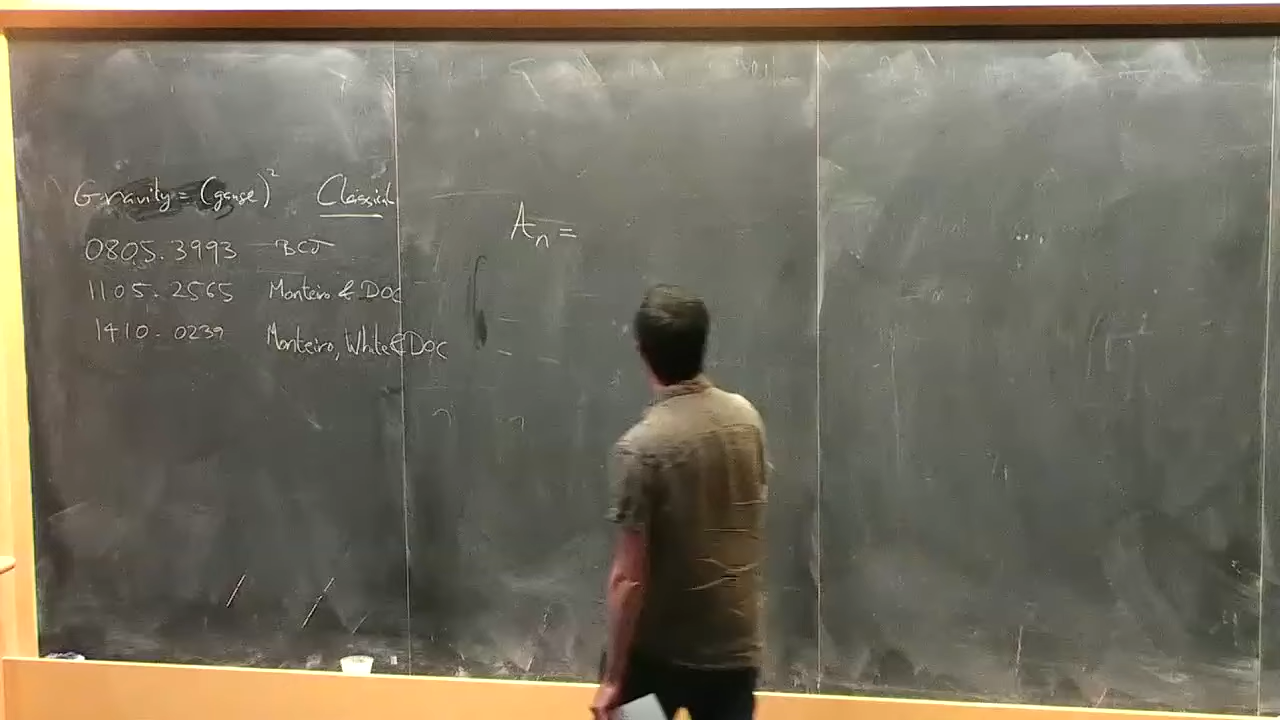 Gravity = (gauge)² Classical
0805.3993 — BCJ
1105.2565 Monteiro & DOC
1410.0239 Monteiro, White & DOC
Aₙ =